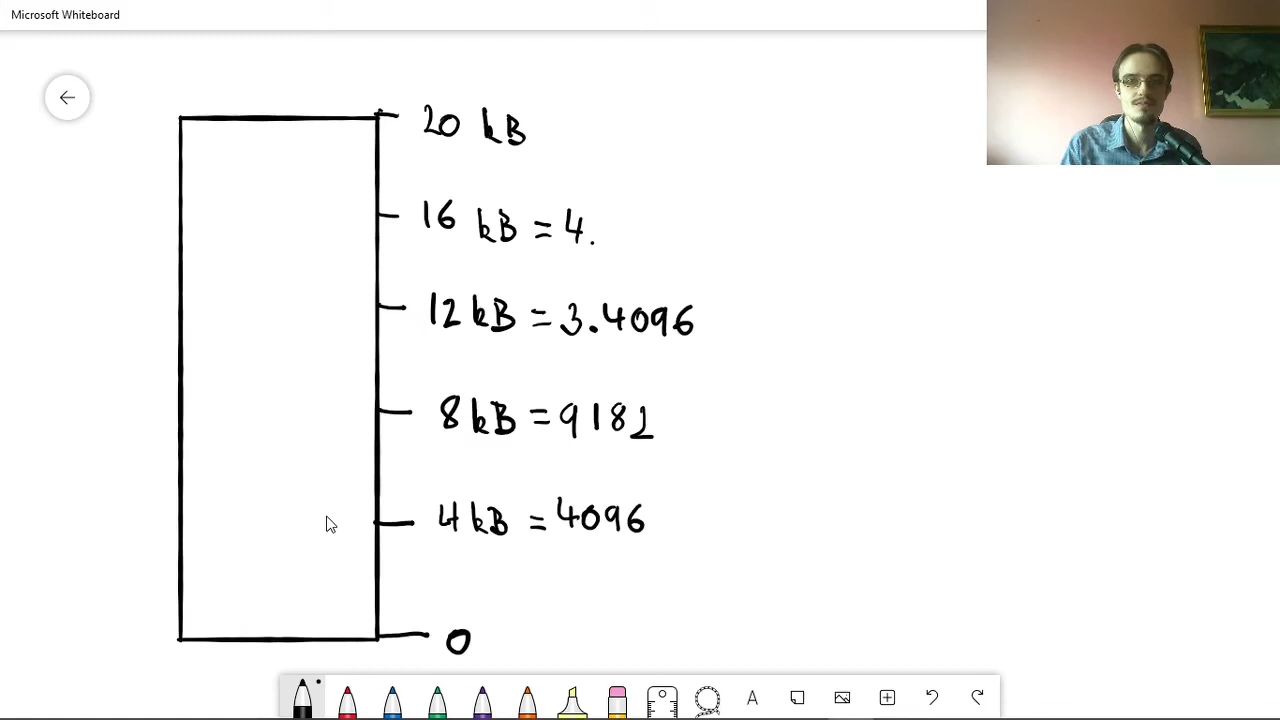 Microsoft Whiteboard
20 kB
16 kB = 4.
12 kB = 3.4096
8 kB = 9182
4 kB = 4096
0
A